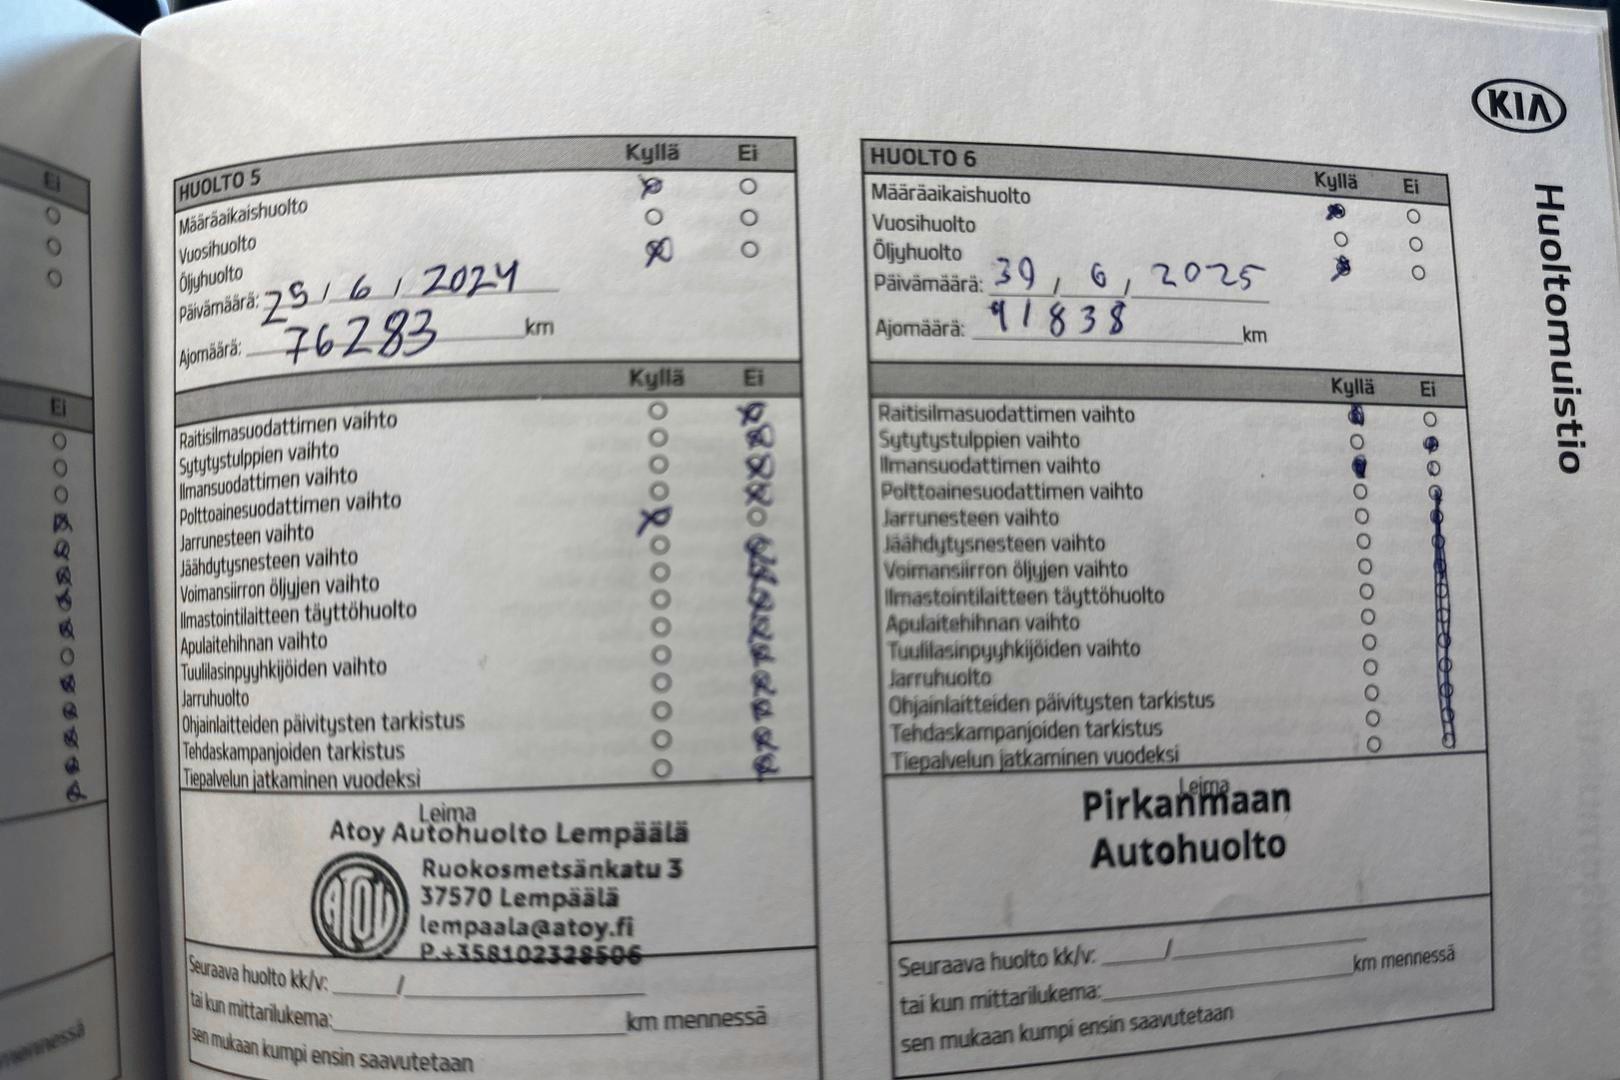 Ei
Ei
mennessä
HUOLTO 5 Kyllä Ei
Määräaikaishuolto
Vuosihuolto
Öljyhuolto
Päivämäärä: 25 / 6 / 2024
Ajomäärä: 76283 km
Kyllä Ei
Raitisilmasuodattimen vaihto
Sytytystulppien vaihto
Ilmansuodattimen vaihto
Polttoainesuodattimen vaihto
Jarrunesteen vaihto
Jäähdytysnesteen vaihto
Voimansiirron öljyjen vaihto
Ilmastointilaitteen täyttöhuolto
Apulaitehihnan vaihto
Tuulilasinpyyhkijöiden vaihto
Jarruhuolto
Ohjainlaitteiden päivitysten tarkistus
Tehdaskampanjoiden tarkistus
Tiepalvelun jatkaminen vuodeksi
Leima
Atoy Autohuolto Lempäälä
ATOY
Ruokosmetsänkatu 3
37570 Lempäälä
lempaala@atoy.fi
P.+358102328506
Seuraava huolto kk/v: /
tai kun mittarilukema: km mennessä
sen mukaan kumpi ensin saavutetaan
HUOLTO 6 Kyllä Ei
Määräaikaishuolto
Vuosihuolto
Öljyhuolto
Päivämäärä: 39 / 6 / 2025
Ajomäärä: 91838 km
Kyllä Ei
Raitisilmasuodattimen vaihto
Sytytystulppien vaihto
Ilmansuodattimen vaihto
Polttoainesuodattimen vaihto
Jarrunesteen vaihto
Jäähdytysnesteen vaihto
Voimansiirron öljyjen vaihto
Ilmastointilaitteen täyttöhuolto
Apulaitehihnan vaihto
Tuulilasinpyyhkijöiden vaihto
Jarruhuolto
Ohjainlaitteiden päivitysten tarkistus
Tehdaskampanjoiden tarkistus
Tiepalvelun jatkaminen vuodeksi
Leima
Pirkanmaan
Autohuolto
Seuraava huolto kk/v: /
tai kun mittarilukema: km mennessä
sen mukaan kumpi ensin saavutetaan
KIA
Huoltomuistio